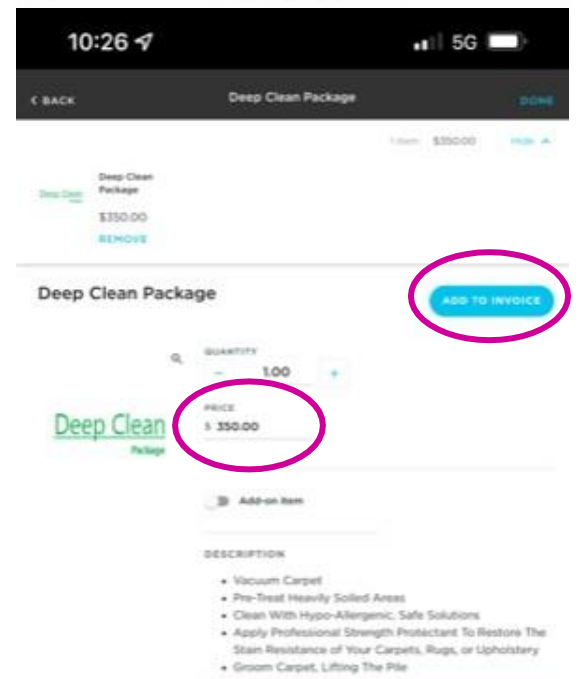 10:26
5G
< BACK Deep Clean Package DONE
1 item $350.00 Hide
Deep Clean
Package
Deep Clean
Package
$350.00
REMOVE
Deep Clean Package
ADD TO INVOICE
QUANTITY
- 1.00 +
PRICE
$ 350.00
Deep Clean
Package
Add-on Item
DESCRIPTION
• Vacuum Carpet
• Pre-Treat Heavily Soiled Areas
• Clean With Hypo-Allergenic, Safe Solutions
• Apply Professional Strength Protectant To Restore The
Stain Resistance of Your Carpets, Rugs, or Upholstery
• Groom Carpet, Lifting The Pile